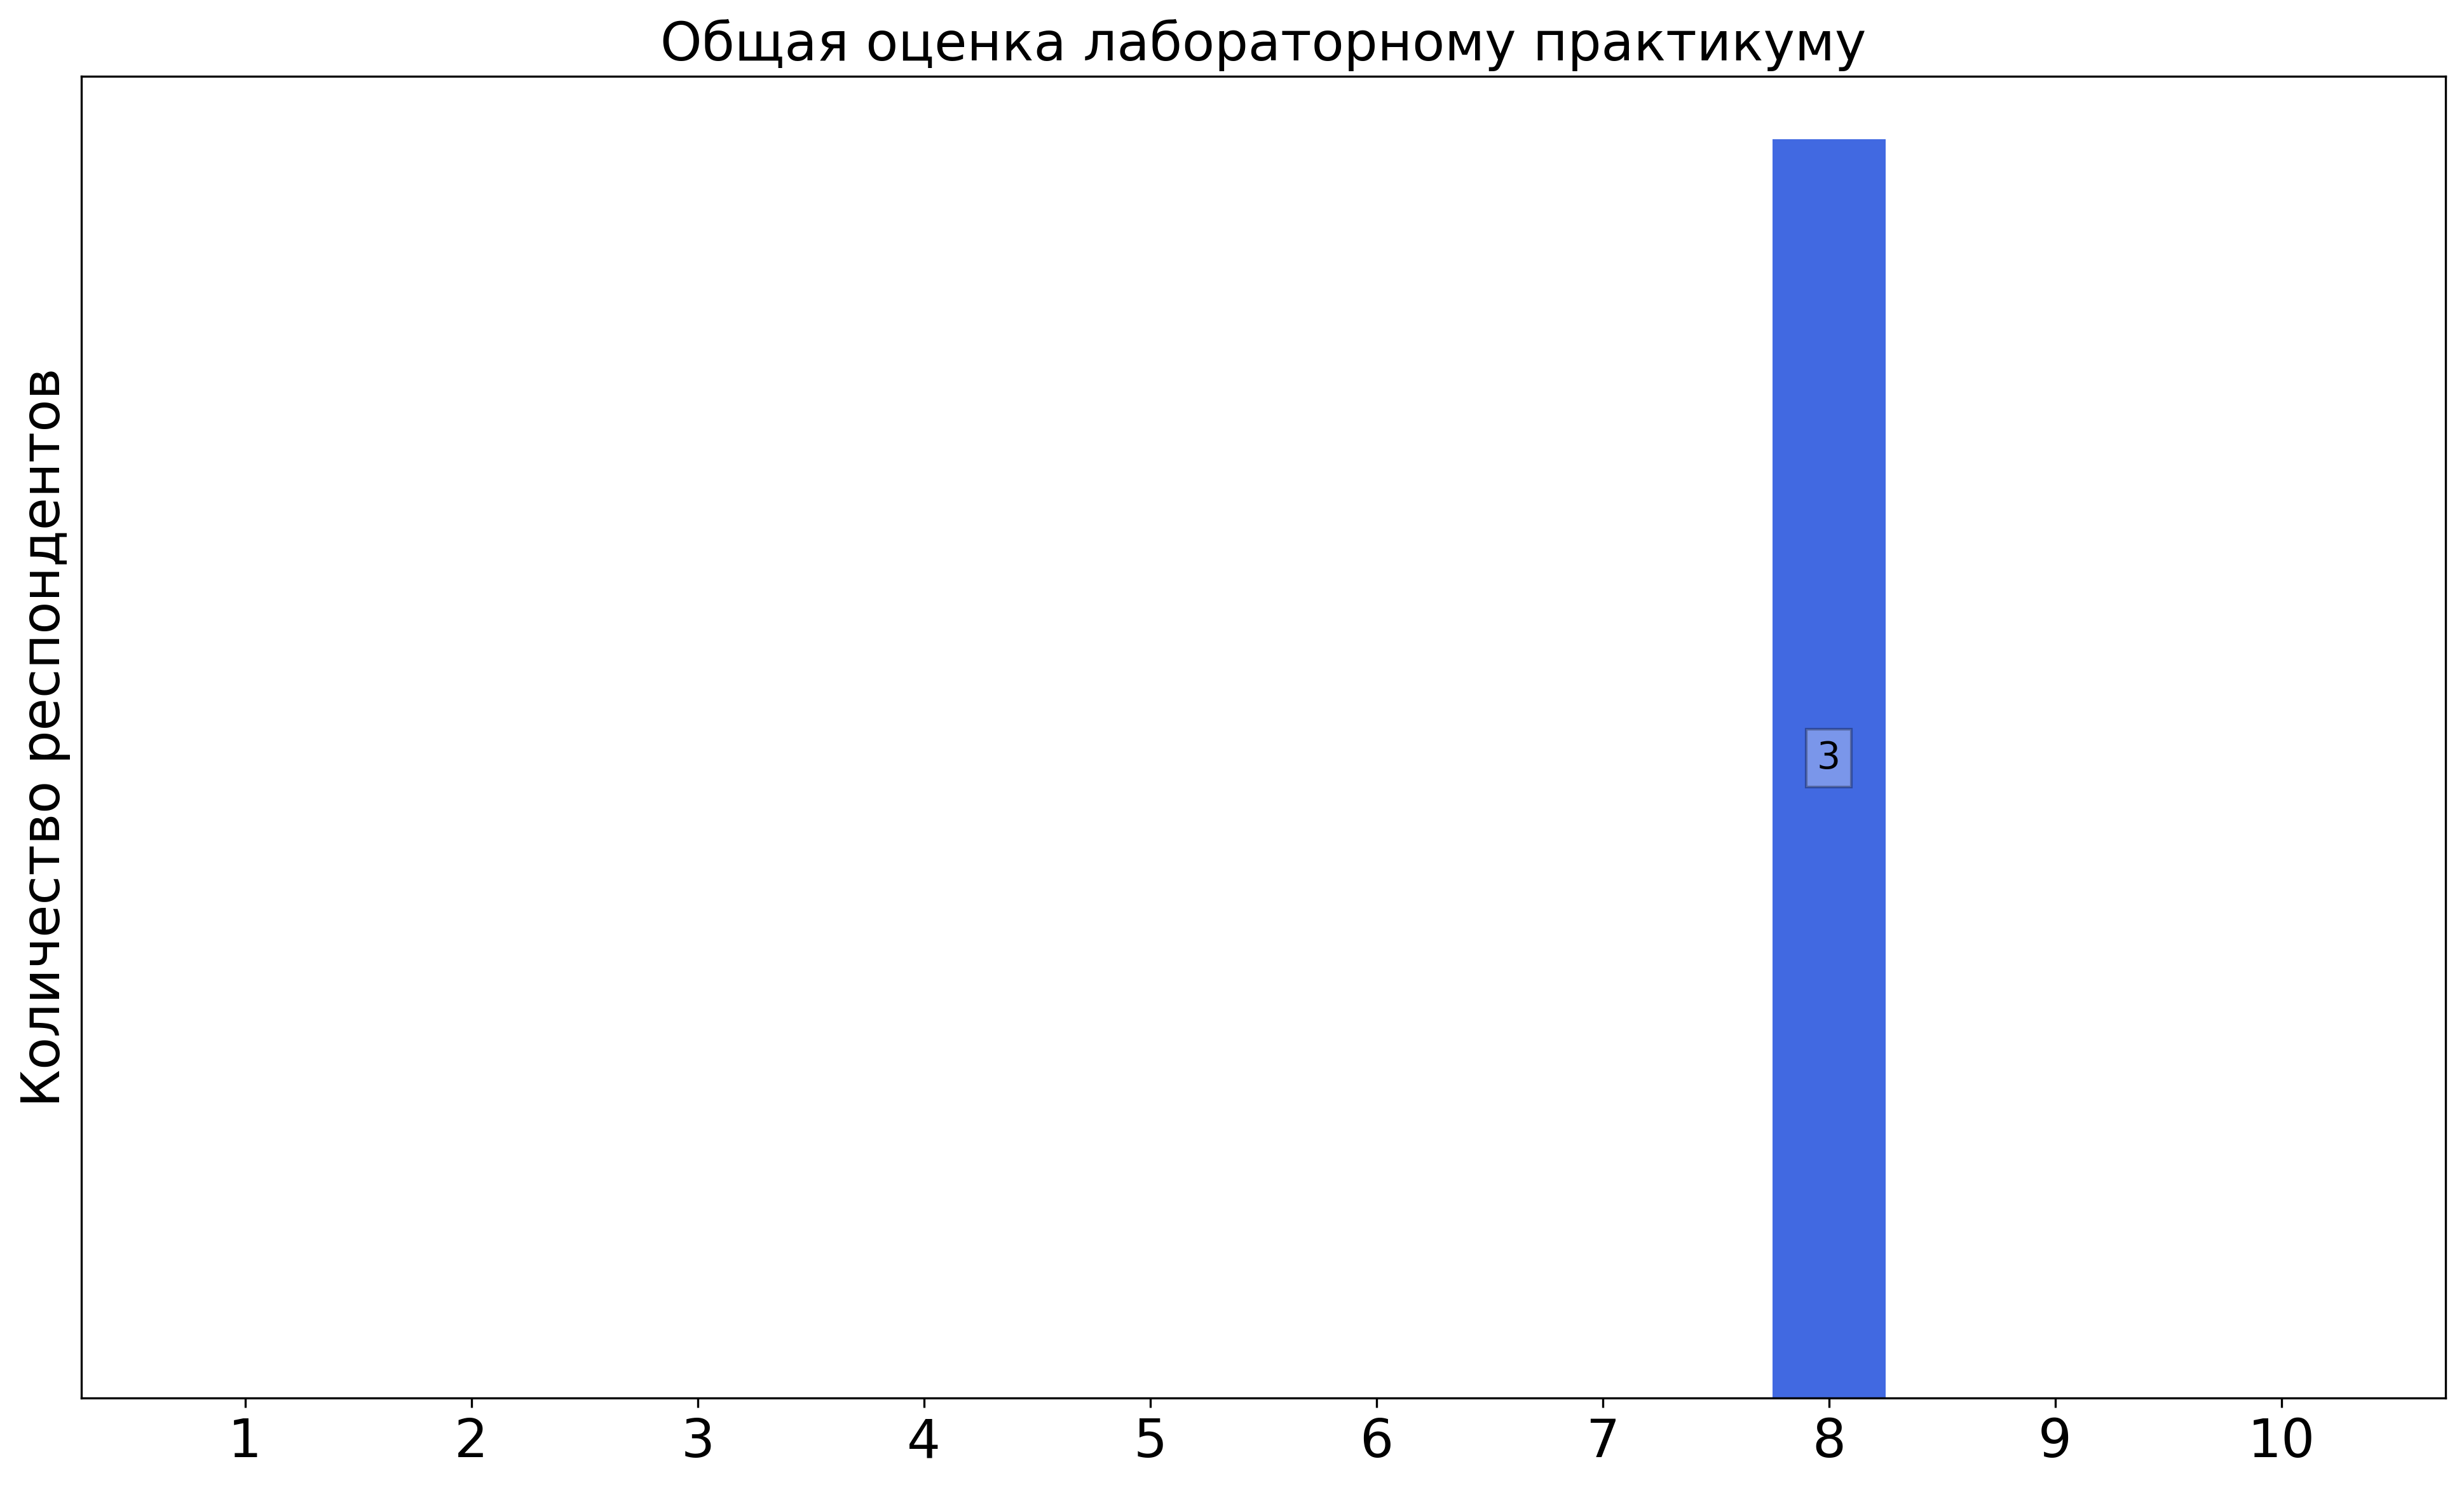 Общая оценка лабораторному практикуму
Количество респондентов
3
1 2 3 4 5 6 7 8 9 10